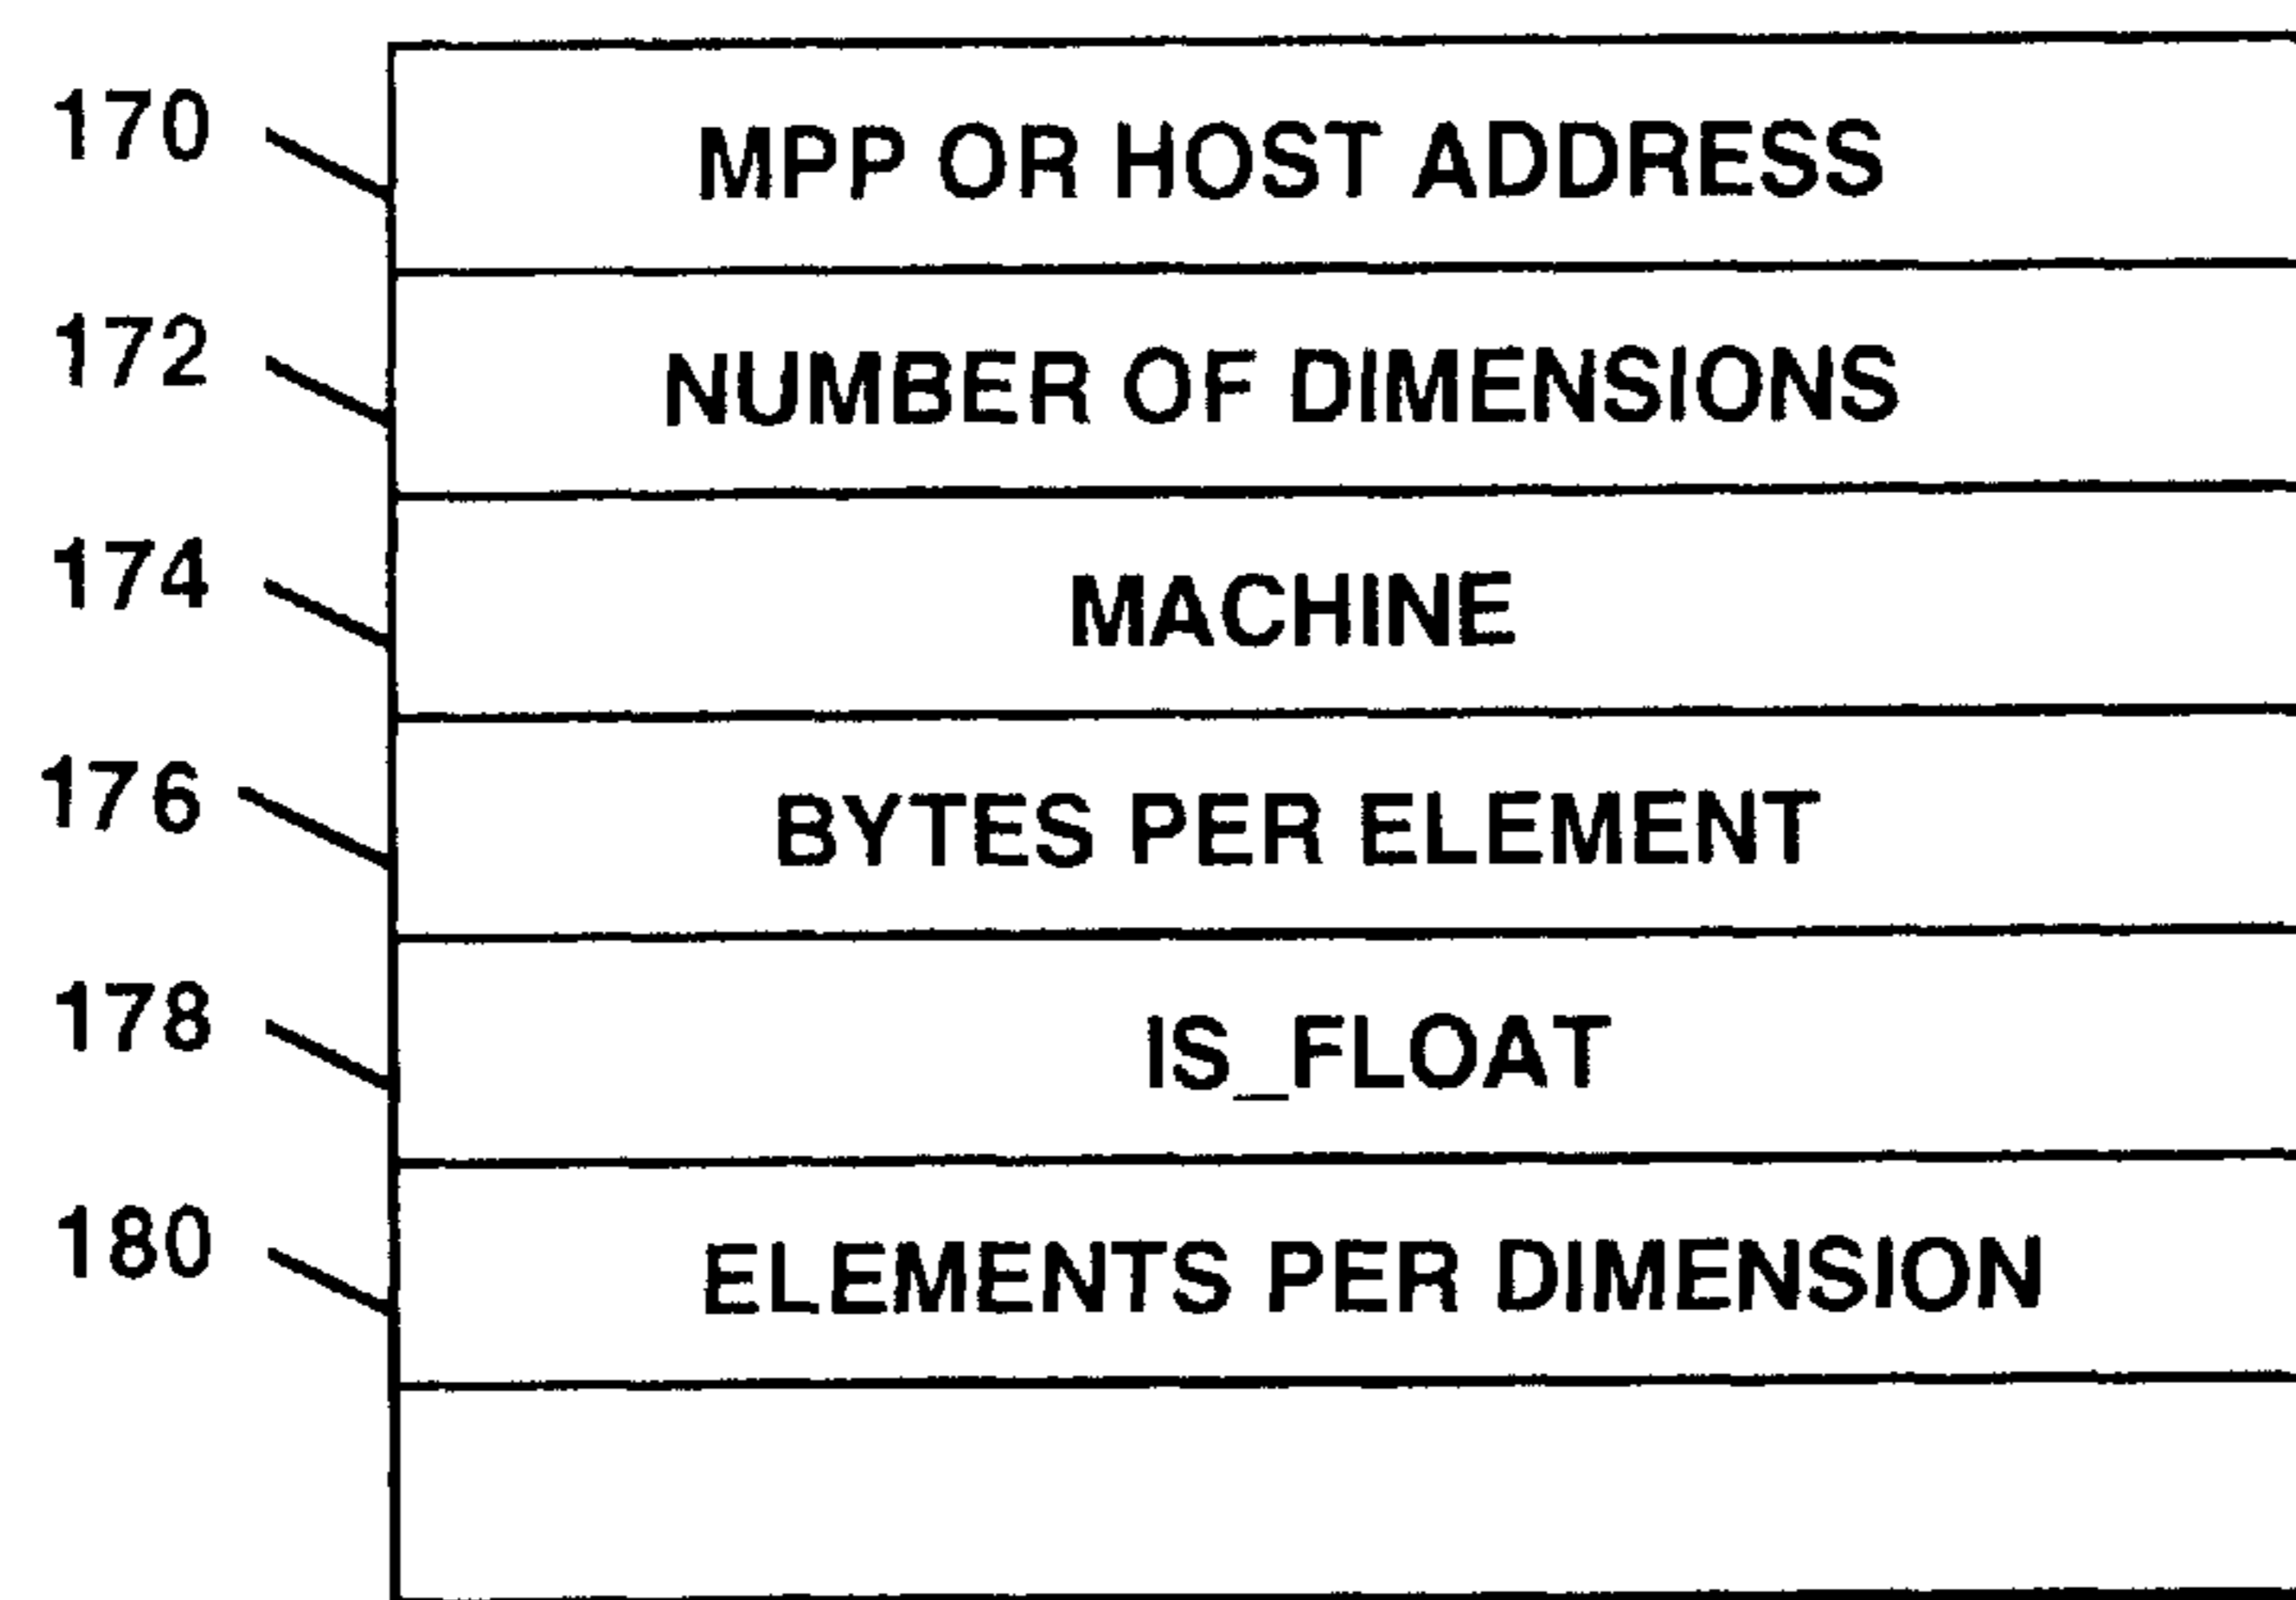 170 MPP OR HOST ADDRESS
172 NUMBER OF DIMENSIONS
174 MACHINE
176 BYTES PER ELEMENT
178 IS_FLOAT
180 ELEMENTS PER DIMENSION